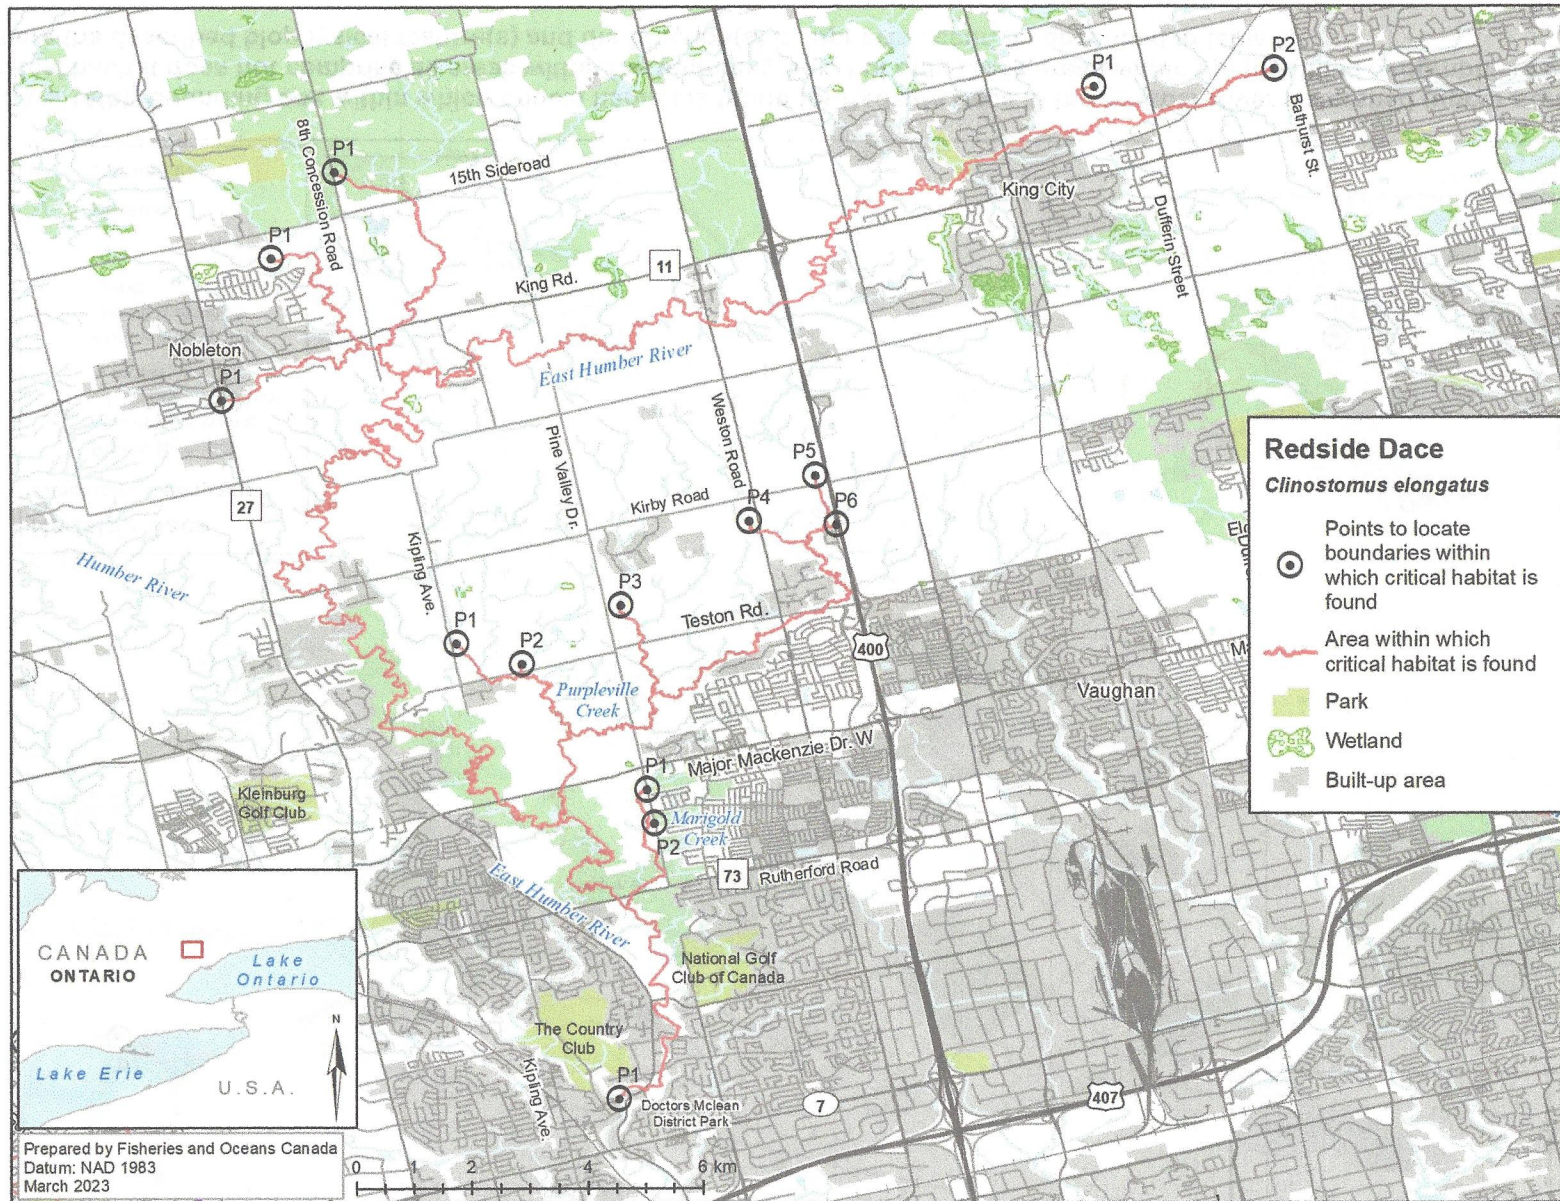 P2
P1
Bathurst St.
8th Concession Road
P1
15th Sideroad
King City
Dufferin Street
P1
11
King Rd.
Nobleton
P1
East Humber River
Weston Road
Pine Valley Dr.
P5
27
Kirby Road
P4
P6
Humber River
Kipling Ave.
P3
Teston Rd.
P1
P2
400
Purpleville
Creek
Vaughan
Major Mackenzie Dr. W
P1
Kleinburg
Golf Club
Marigold
Creek
P2
73
Rutherford Road
East Humber River
National Golf
Club of Canada
The Country
Club
Kipling Ave.
P1
Doctors Mclean
District Park
7
407
Redside Dace
Clinostomus elongatus
Points to locate
boundaries within
which critical habitat is
found
Area within which
critical habitat is found
Park
Wetland
Built-up area
CANADA
ONTARIO
Lake
Ontario
N
Lake Erie
U.S.A.
Prepared by Fisheries and Oceans Canada
Datum: NAD 1983
March 2023
0 1 2 4 6 km